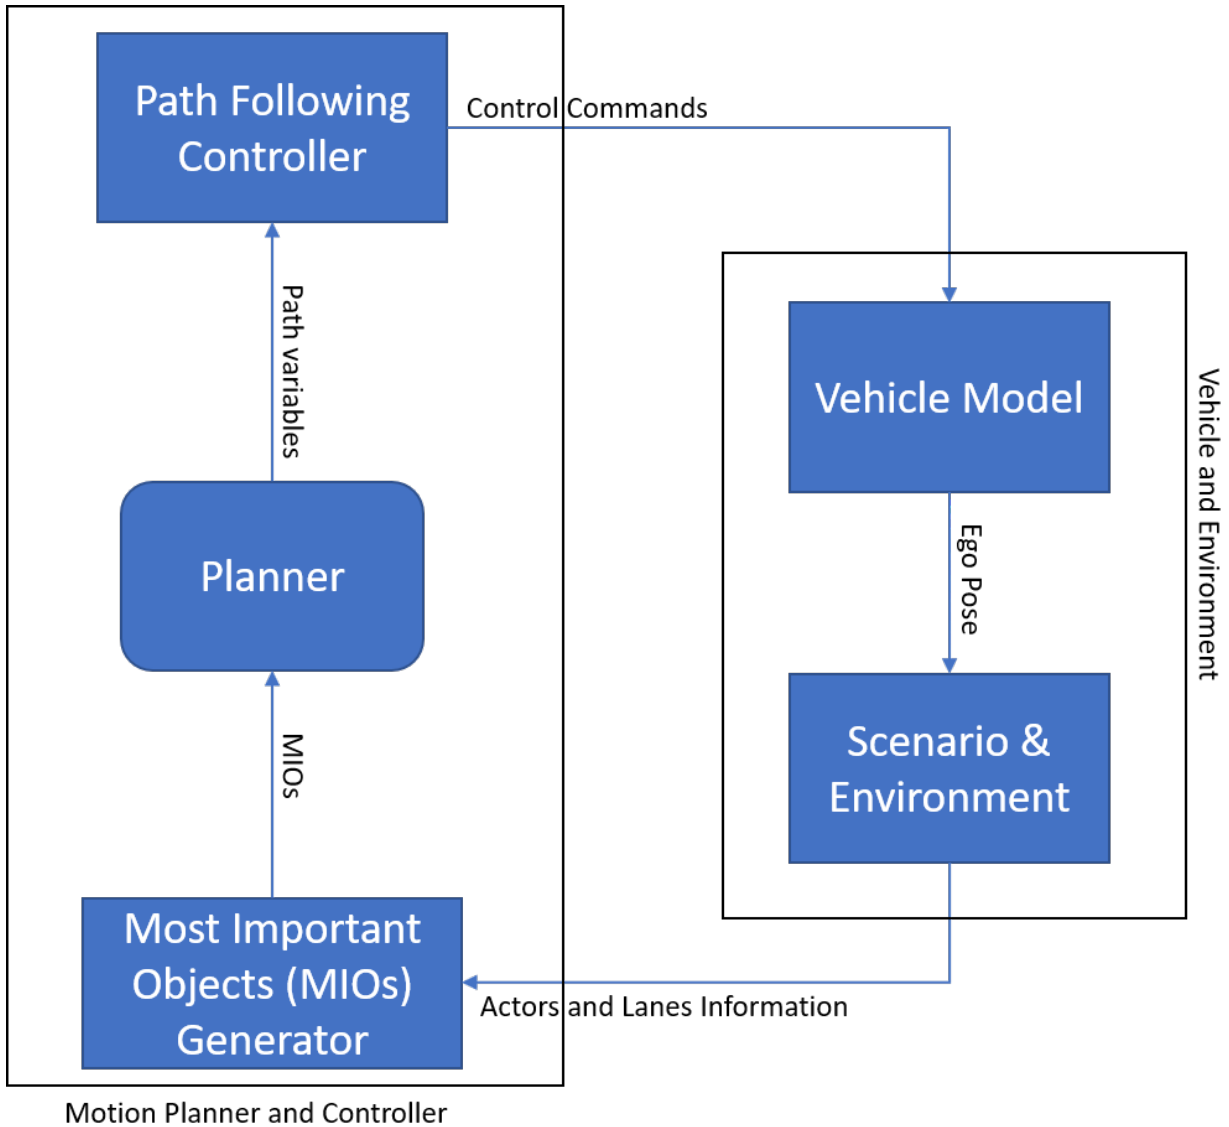 Path Following
Controller
Control Commands
Path variables
Vehicle Model
Vehicle and Environment
Ego Pose
Planner
Scenario &
Environment
MIOs
Most Important
Objects (MIOs)
Generator
Actors and Lanes Information
Motion Planner and Controller